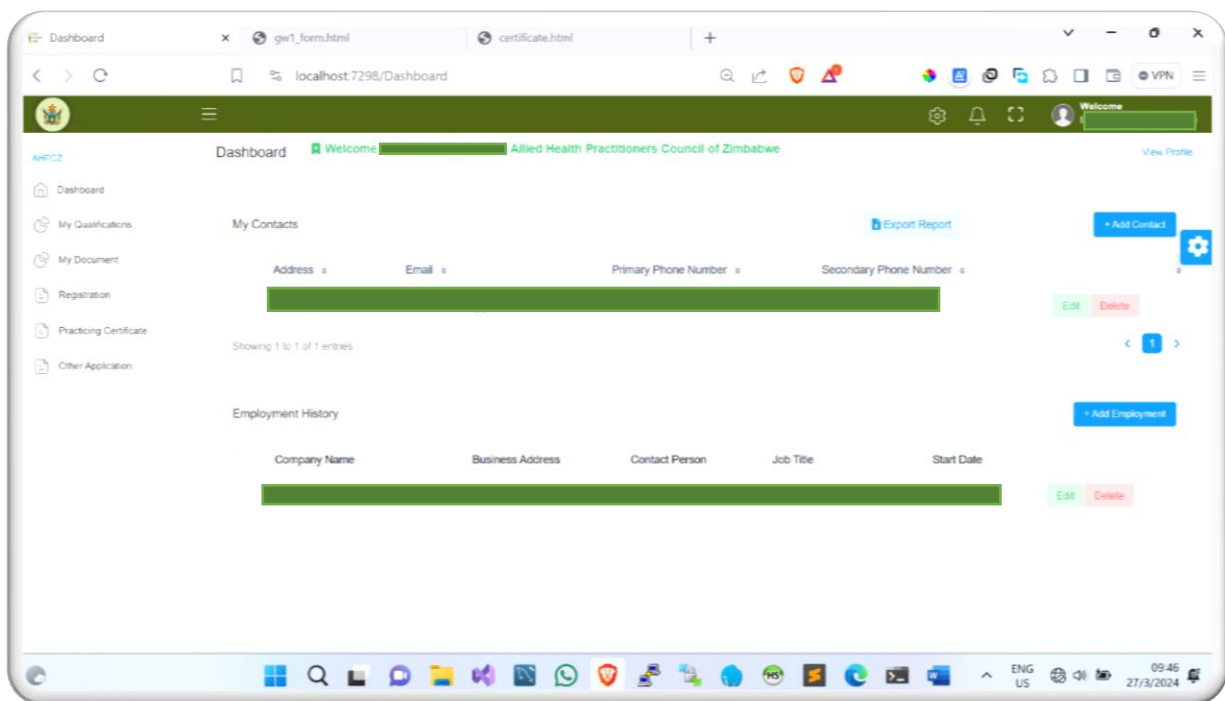 Dashboard gw1_form.html certificate.html
localhost:7298/Dashboard VPN
Welcome
AHPCZ Dashboard Welcome Allied Health Practitioners Council of Zimbabwe View Profile
Dashboard
My Qualifications My Contacts Export Report + Add Contact
My Document Address Email Primary Phone Number Secondary Phone Number
Registration Edit Delete
Practicing Certificate
Showing 1 to 1 of 1 entries 1
Other Application
Employment History + Add Employment
Company Name Business Address Contact Person Job Title Start Date
Edit Delete
ENG 09:46
US 27/3/2024